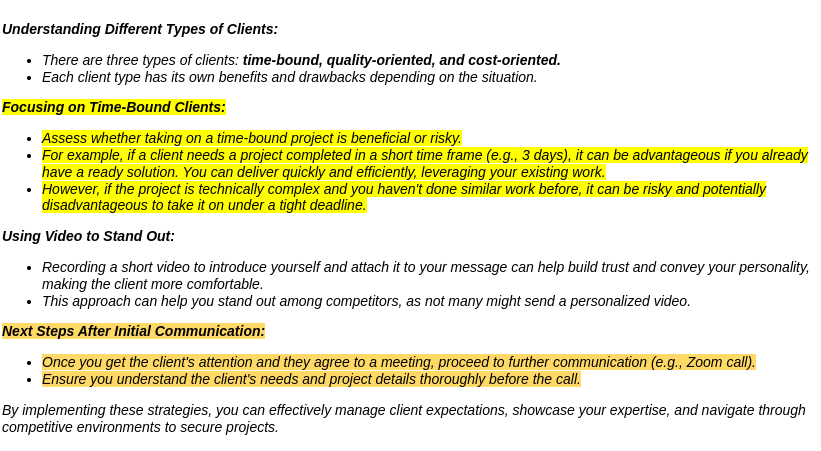 Understanding Different Types of Clients:
There are three types of clients: time-bound, quality-oriented, and cost-oriented.
Each client type has its own benefits and drawbacks depending on the situation.
Focusing on Time-Bound Clients:
Assess whether taking on a time-bound project is beneficial or risky.
For example, if a client needs a project completed in a short time frame (e.g., 3 days), it can be advantageous if you already
have a ready solution. You can deliver quickly and efficiently, leveraging your existing work.
However, if the project is technically complex and you haven't done similar work before, it can be risky and potentially
disadvantageous to take it on under a tight deadline.
Using Video to Stand Out:
Recording a short video to introduce yourself and attach it to your message can help build trust and convey your personality,
making the client more comfortable.
This approach can help you stand out among competitors, as not many might send a personalized video.
Next Steps After Initial Communication:
Once you get the client's attention and they agree to a meeting, proceed to further communication (e.g., Zoom call).
Ensure you understand the client's needs and project details thoroughly before the call.
By implementing these strategies, you can effectively manage client expectations, showcase your expertise, and navigate through
competitive environments to secure projects.